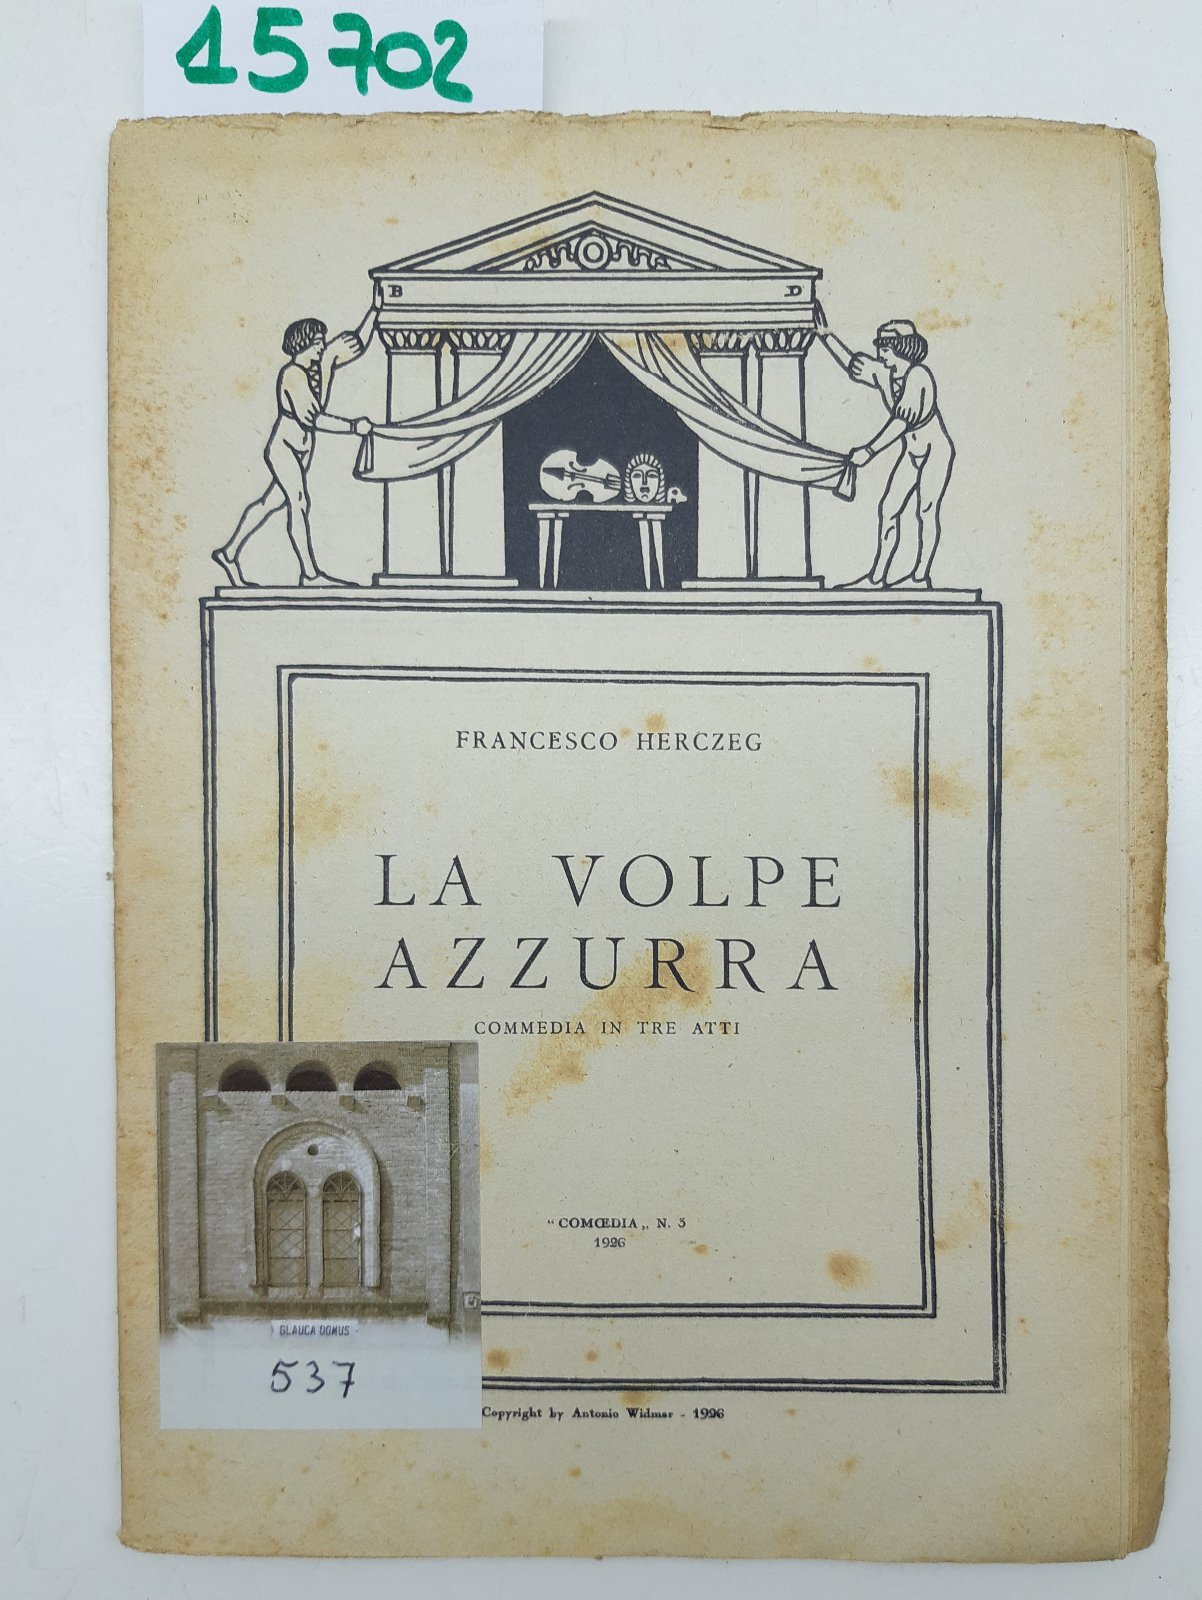 15702
B D
FRANCESCO HERCZEG
LA VOLPE
AZZURRA
COMMEDIA IN TRE ATTI
“COMŒDIA„ N. 3
1926
GLAUCA DOMUS
537
Copyright by Antonio Widmar - 1926